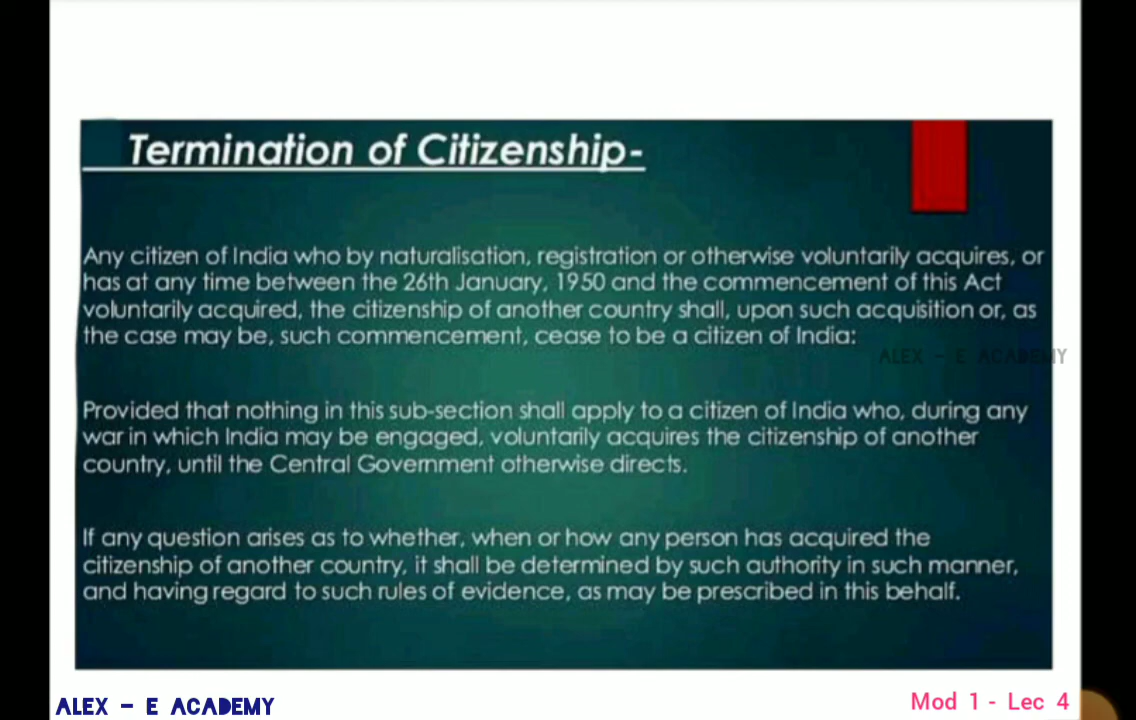 Termination of Citizenship-
Any citizen of India who by naturalisation, registration or otherwise voluntarily acquires, or
has at any time between the 26th January, 1950 and the commencement of this Act
voluntarily acquired, the citizenship of another country shall, upon such acquisition or, as
the case may be, such commencement, cease to be a citizen of India:
ALEX - E ACADEMY
Provided that nothing in this sub-section shall apply to a citizen of India who, during any
war in which India may be engaged, voluntarily acquires the citizenship of another
country, until the Central Government otherwise directs.
If any question arises as to whether, when or how any person has acquired the
citizenship of another country, it shall be determined by such authority in such manner,
and having regard to such rules of evidence, as may be prescribed in this behalf.
ALEX - E ACADEMY
Mod 1 - Lec 4